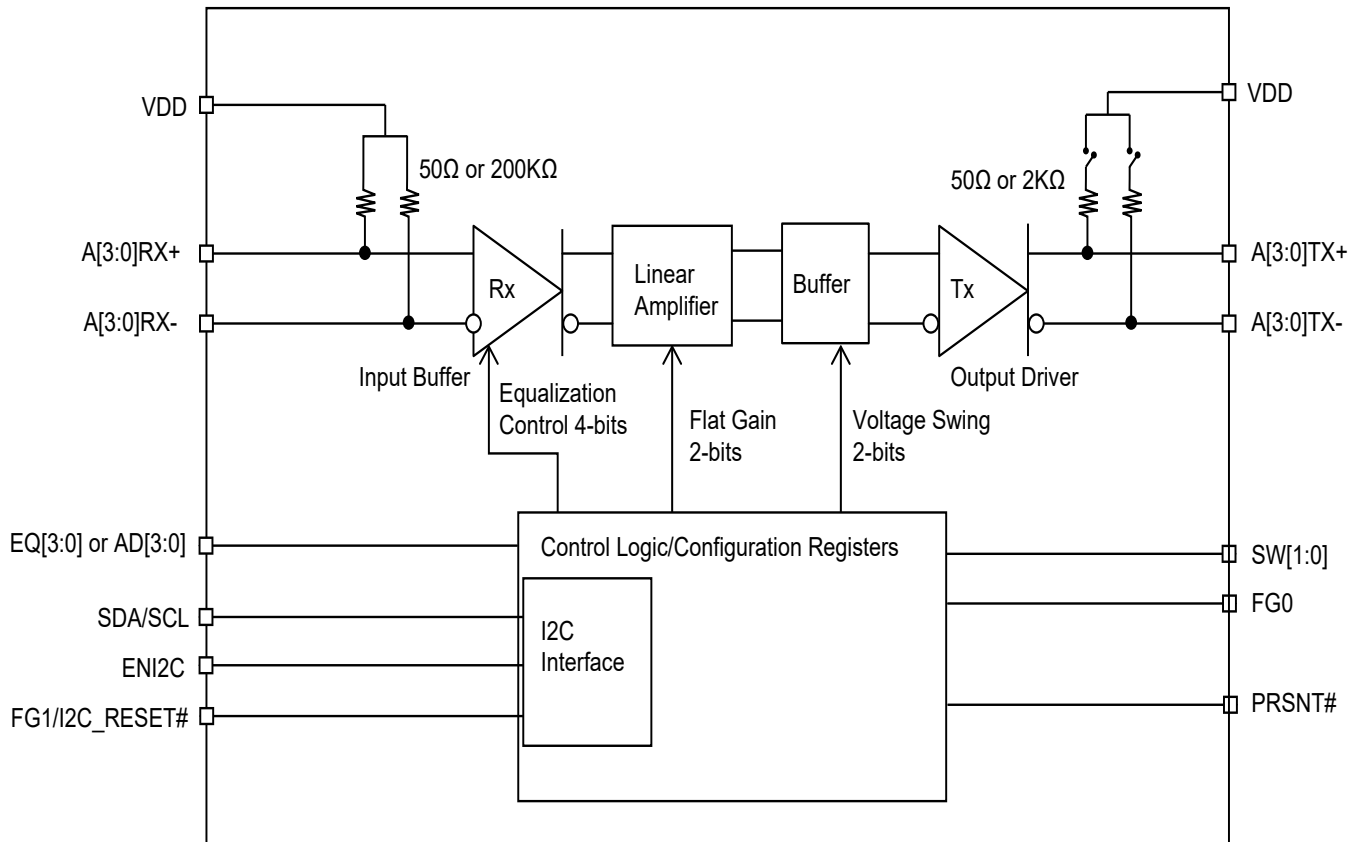 VDD
VDD
50Ω or 200KΩ
50Ω or 2KΩ
A[3:0]RX+
A[3:0]TX+
Rx
Linear
Amplifier
Buffer
Tx
A[3:0]RX-
A[3:0]TX-
Input Buffer
Output Driver
Equalization
Control 4-bits
Flat Gain
2-bits
Voltage Swing
2-bits
EQ[3:0] or AD[3:0]
Control Logic/Configuration Registers
SW[1:0]
FG0
SDA/SCL
I2C
Interface
ENI2C
FG1/I2C_RESET#
PRSNT#